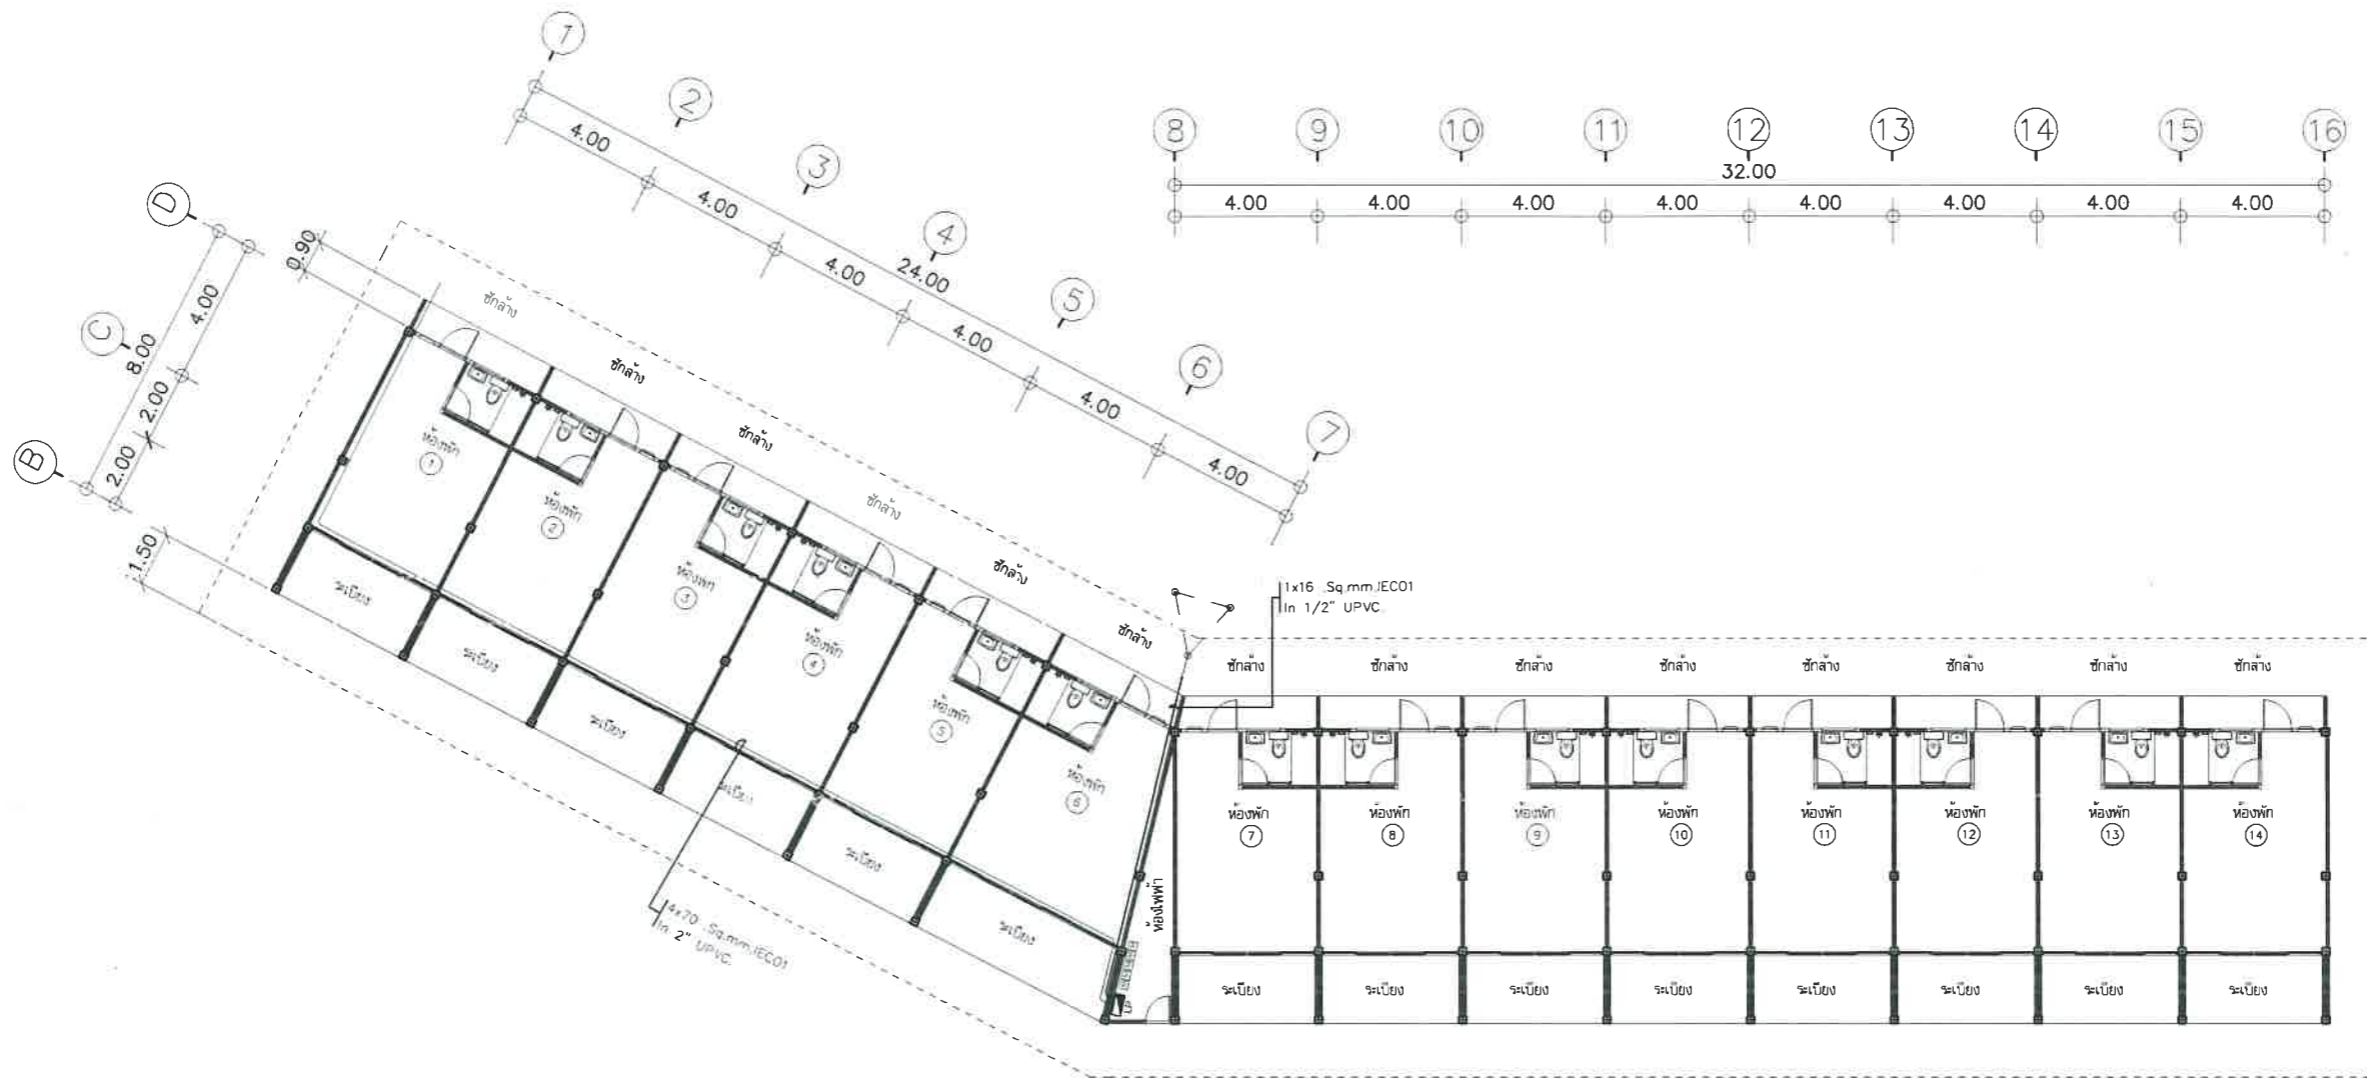 1
2
3
4
5
6
7
4.00
4.00
4.00
4.00
4.00
4.00
24.00
8
9
10
11
12
13
14
15
16
32.00
4.00
4.00
4.00
4.00
4.00
4.00
4.00
4.00
D
C
B
0.90
4.00
8.00
2.00
2.00
1.50
ซักล้าง
ซักล้าง
ซักล้าง
ซักล้าง
ซักล้าง
ซักล้าง
ห้องพัก
1
ห้องพัก
2
ห้องพัก
3
ห้องพัก
4
ห้องพัก
5
ห้องพัก
6
ระเบียง
ระเบียง
ระเบียง
ระเบียง
ระเบียง
ระเบียง
4x70 .Sq.mm.IEC01
In 2" UPVC.
1x16 .Sq.mm.IEC01
In 1/2" UPVC.
ซักล้าง
ซักล้าง
ซักล้าง
ซักล้าง
ซักล้าง
ซักล้าง
ซักล้าง
ซักล้าง
ห้องพัก
7
ห้องพัก
8
ห้องพัก
9
ห้องพัก
10
ห้องพัก
11
ห้องพัก
12
ห้องพัก
13
ห้องพัก
14
ห้องไฟฟ้า
LP
ระเบียง
ระเบียง
ระเบียง
ระเบียง
ระเบียง
ระเบียง
ระเบียง
ระเบียง